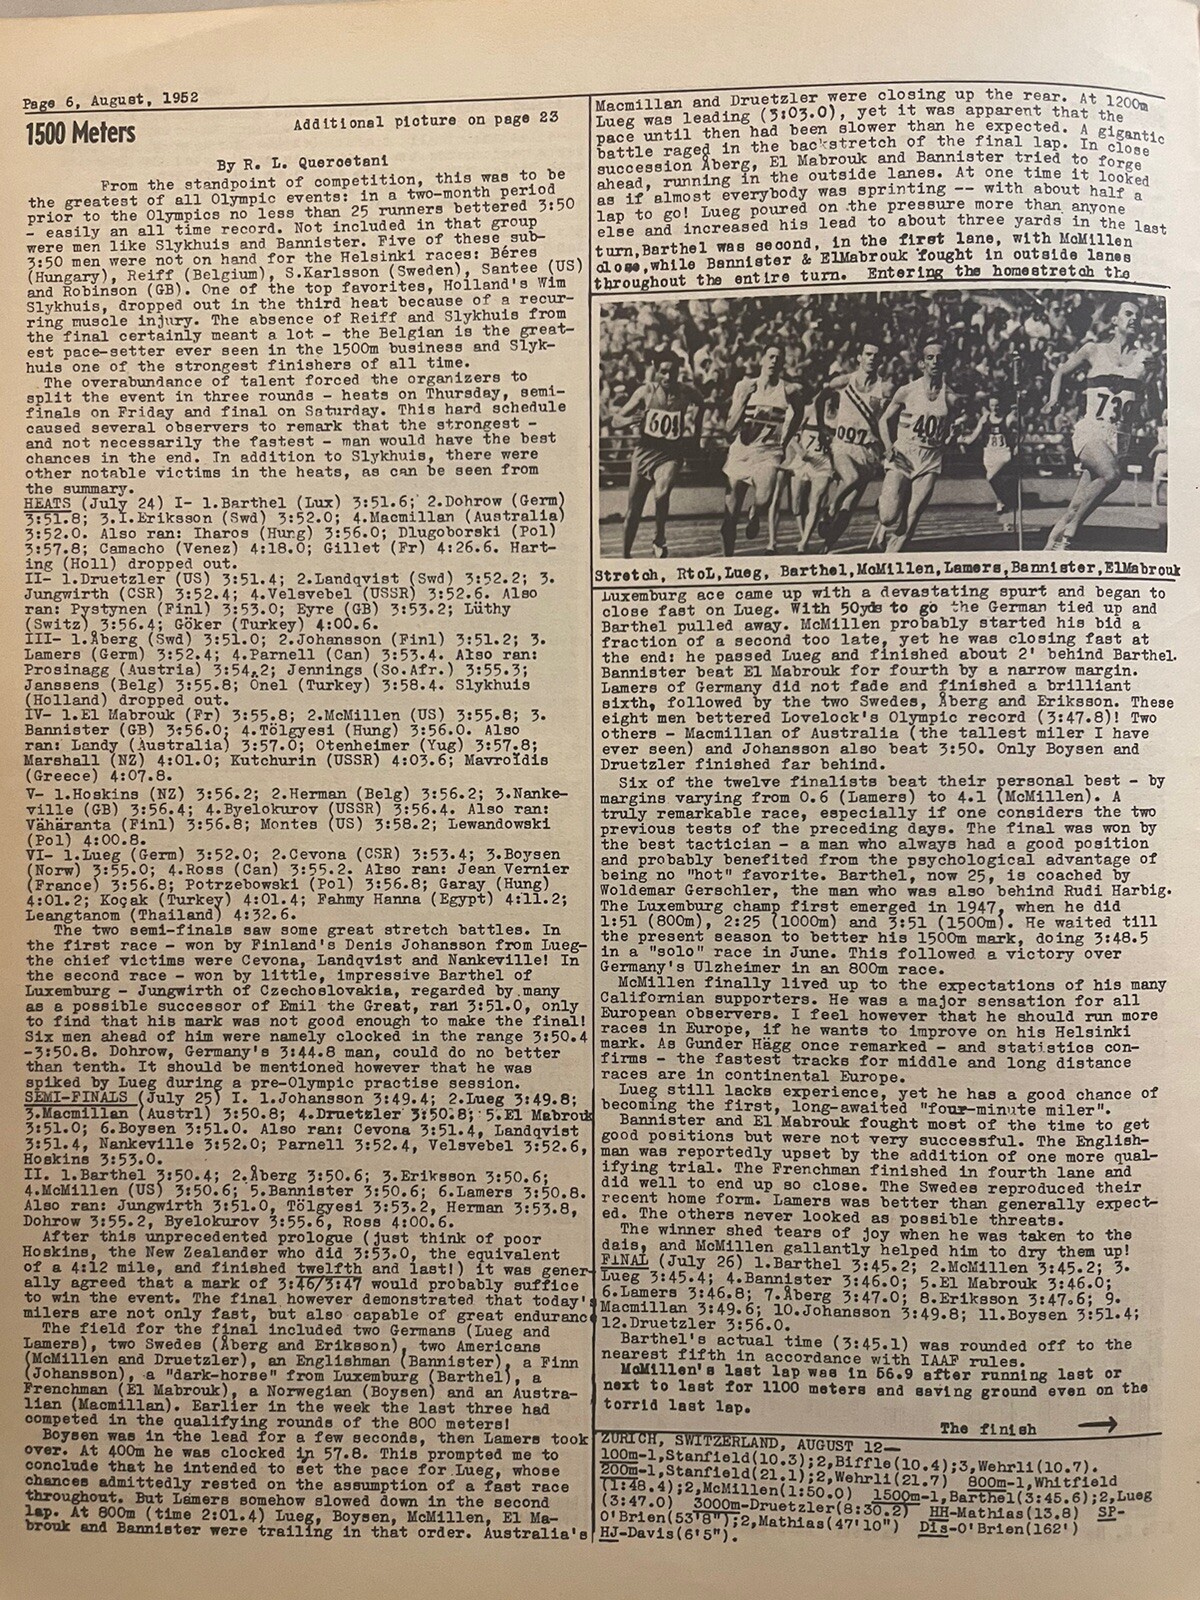 Page 6, August, 1952
1500 Meters
Additional picture on page 23
By R. L. Quercetani
From the standpoint of competition, this was to be
the greatest of all Olympic events: in a two-month period
prior to the Olympics no less than 25 runners bettered 3:50
- easily an all time record. Not included in that group
were men like Slykhuis and Bannister. Five of these sub-
3:50 men were not on hand for the Helsinki races: Béres
(Hungary), Reiff (Belgium), S.Karlsson (Sweden), Santee (US)
and Robinson (GB). One of the top favorites, Holland's Wim
Slykhuis, dropped out in the third heat because of a recur-
ring muscle injury. The absence of Reiff and Slykhuis from
the final certainly meant a lot - the Belgian is the great-
est pace-setter ever seen in the 1500m business and Slyk-
huis one of the strongest finishers of all time.
The overabundance of talent forced the organizers to
split the event in three rounds - heats on Thursday, semi-
finals on Friday and final on Saturday. This hard schedule
caused several observers to remark that the strongest -
and not necessarily the fastest - man would have the best
chances in the end. In addition to Slykhuis, there were
other notable victims in the heats, as can be seen from
the summary.
HEATS (July 24) I- 1.Barthel (Lux) 3:51.6; 2.Dohrow (Germ)
3:51.8; 3.I.Eriksson (Swd) 3:52.0; 4.Macmillan (Australia)
3:52.0. Also ran: Iharos (Hung) 3:56.0; Dlugoborski (Pol)
3:57.8; Camacho (Venez) 4:18.0; Gillet (Fr) 4:26.6. Hart-
ing (Holl) dropped out.
II- 1.Druetzler (US) 3:51.4; 2.Landqvist (Swd) 3:52.2; 3.
Jungwirth (CSR) 3:52.4; 4.Velsvebel (USSR) 3:52.6. Also
ran: Pystynen (Finl) 3:53.0; Eyre (GB) 3:53.2; Lüthy
(Switz) 3:56.4; Göker (Turkey) 4:00.6.
III- 1.Åberg (Swd) 3:51.0; 2.Johansson (Finl) 3:51.2; 3.
Lamers (Germ) 3:52.4; 4.Parnell (Can) 3:53.4. Also ran:
Prosinagg (Austria) 3:54.2; Jennings (So.Afr.) 3:55.3;
Janssens (Belg) 3:55.8; Onel (Turkey) 3:58.4. Slykhuis
(Holland) dropped out.
IV- 1.El Mabrouk (Fr) 3:55.8; 2.McMillen (US) 3:55.8; 3.
Bannister (GB) 3:56.0; 4.Tölgyesi (Hung) 3:56.0. Also
ran: Landy (Australia) 3:57.0; Otenheimer (Yug) 3:57.8;
Marshall (NZ) 4:01.0; Kutchurin (USSR) 4:03.6; Mavroidis
(Greece) 4:07.8.
V- 1.Hoskins (NZ) 3:56.2; 2.Herman (Belg) 3:56.2; 3.Nanke-
ville (GB) 3:56.4; 4.Byelokurov (USSR) 3:56.4. Also ran:
Vähäranta (Finl) 3:56.8; Montes (US) 3:58.2; Lewandowski
(Pol) 4:00.8.
VI- 1.Lueg (Germ) 3:52.0; 2.Cevona (CSR) 3:53.4; 3.Boysen
(Norw) 3:55.0; 4.Ross (Can) 3:55.2. Also ran: Jean Vernier
(France) 3:56.8; Potrzebowski (Pol) 3:56.8; Garay (Hung)
4:01.2; Koçak (Turkey) 4:01.4; Fahmy Hanna (Egypt) 4:11.2;
Leangtanom (Thailand) 4:32.6.
The two semi-finals saw some great stretch battles. In
the first race - won by Finland's Denis Johansson from Lueg-
the chief victims were Cevona, Landqvist and Nankeville! In
the second race - won by little, impressive Barthel of
Luxemburg - Jungwirth of Czechoslovakia, regarded by many
as a possible successor of Emil the Great, ran 3:51.0, only
to find that his mark was not good enough to make the final!
Six men ahead of him were namely clocked in the range 3:50.4
-3:50.8. Dohrow, Germany's 3:44.8 man, could do no better
than tenth. It should be mentioned however that he was
spiked by Lueg during a pre-Olympic practise session.
SEMI-FINALS (July 25) I. 1.Johansson 3:49.4; 2.Lueg 3:49.8;
3.Macmillan (Austrl) 3:50.8; 4.Druetzler 3:50.8; 5.El Mabrouk
3:51.0; 6.Boysen 3:51.0. Also ran: Cevona 3:51.4, Landqvist
3:51.4, Nankeville 3:52.0; Parnell 3:52.4, Velsvebel 3:52.6,
Hoskins 3:53.0.
II. 1.Barthel 3:50.4; 2.Åberg 3:50.6; 3.Eriksson 3:50.6;
4.McMillen (US) 3:50.6; 5.Bannister 3:50.6; 6.Lamers 3:50.8.
Also ran: Jungwirth 3:51.0, Tölgyesi 3:53.2, Herman 3:53.8,
Dohrow 3:55.2, Byelokurov 3:55.6, Ross 4:00.6.
After this unprecedented prologue (just think of poor
Hoskins, the New Zealander who did 3:53.0, the equivalent
of a 4:12 mile, and finished twelfth and last!) it was gener-
ally agreed that a mark of 3:46/3:47 would probably suffice
to win the event. The final however demonstrated that today's
milers are not only fast, but also capable of great enduranc
The field for the final included two Germans (Lueg and
Lamers), two Swedes (Åberg and Eriksson), two Americans
(McMillen and Druetzler), an Englishman (Bannister), a Finn
(Johansson), a "dark-horse" from Luxemburg (Barthel), a
Frenchman (El Mabrouk), a Norwegian (Boysen) and an Austra-
lian (Macmillan). Earlier in the week the last three had
competed in the qualifying rounds of the 800 meters!
Boysen was in the lead for a few seconds, then Lamers took
over. At 400m he was clocked in 57.8. This prompted me to
conclude that he intended to set the pace for Lueg, whose
chances admittedly rested on the assumption of a fast race
throughout. But Lamers somehow slowed down in the second
lap. At 800m (time 2:01.4) Lueg, Boysen, McMillen, El Ma-
brouk and Bannister were trailing in that order. Australia's
Macmillan and Druetzler were closing up the rear. At 1200m
Lueg was leading (3:03.0), yet it was apparent that the
pace until then had been slower than he expected. A gigantic
battle raged in the backstretch of the final lap. In close
succession Åberg, El Mabrouk and Bannister tried to forge
ahead, running in the outside lanes. At one time it looked
as if almost everybody was sprinting -- with about half a
lap to go! Lueg poured on the pressure more than anyone
else and increased his lead to about three yards in the last
turn, Barthel was second, in the first lane, with McMillen
close, while Bannister & ElMabrouk fought in outside lanes
throughout the entire turn. Entering the homestretch the
601
77
73
097
406
83
73
Stretch, RtoL, Lueg, Barthel, McMillen, Lamers, Bannister, ElMabrouk
Luxemburg ace came up with a devastating spurt and began to
close fast on Lueg. With 50yds to go the German tied up and
Barthel pulled away. McMillen probably started his bid a
fraction of a second too late, yet he was closing fast at
the end: he passed Lueg and finished about 2' behind Barthel.
Bannister beat El Mabrouk for fourth by a narrow margin.
Lamers of Germany did not fade and finished a brilliant
sixth, followed by the two Swedes, Åberg and Eriksson. These
eight men bettered Lovelock's Olympic record (3:47.8)! Two
others - Macmillan of Australia (the tallest miler I have
ever seen) and Johansson also beat 3:50. Only Boysen and
Druetzler finished far behind.
Six of the twelve finalists beat their personal best - by
margins varying from 0.6 (Lamers) to 4.1 (McMillen). A
truly remarkable race, especially if one considers the two
previous tests of the preceding days. The final was won by
the best tactician - a man who always had a good position
and probably benefited from the psychological advantage of
being no "hot" favorite. Barthel, now 25, is coached by
Woldemar Gerschler, the man who was also behind Rudi Harbig.
The Luxemburg champ first emerged in 1947, when he did
1:51 (800m), 2:25 (1000m) and 3:51 (1500m). He waited till
the present season to better his 1500m mark, doing 3:48.5
in a "solo" race in June. This followed a victory over
Germany's Ulzheimer in an 800m race.
McMillen finally lived up to the expectations of his many
Californian supporters. He was a major sensation for all
European observers. I feel however that he should run more
races in Europe, if he wants to improve on his Helsinki
mark. As Gunder Hägg once remarked - and statistics con-
firms - the fastest tracks for middle and long distance
races are in continental Europe.
Lueg still lacks experience, yet he has a good chance of
becoming the first, long-awaited "four-minute miler".
Bannister and El Mabrouk fought most of the time to get
good positions but were not very successful. The English-
man was reportedly upset by the addition of one more qual-
ifying trial. The Frenchman finished in fourth lane and
did well to end up so close. The Swedes reproduced their
recent home form. Lamers was better than generally expect-
ed. The others never looked as possible threats.
The winner shed tears of joy when he was taken to the
dais, and McMillen gallantly helped him to dry them up!
FINAL (July 26) 1.Barthel 3:45.2; 2.McMillen 3:45.2; 3.
Lueg 3:45.4; 4.Bannister 3:46.0; 5.El Mabrouk 3:46.0;
6.Lamers 3:46.8; 7.Åberg 3:47.0; 8.Eriksson 3:47.6; 9.
Macmillan 3:49.6; 10.Johansson 3:49.8; 11.Boysen 3:51.4;
12.Druetzler 3:56.0.
Barthel's actual time (3:45.1) was rounded off to the
nearest fifth in accordance with IAAF rules.
McMillen's last lap was in 56.9 after running last or
next to last for 1100 meters and saving ground even on the
torrid last lap.
The finish →
ZURICH, SWITZERLAND, AUGUST 12—
100m-1,Stanfield(10.3);2,Biffle(10.4);3,Wehrli(10.7).
200m-1,Stanfield(21.1);2,Wehrli(21.7) 800m-1,Whitfield
(1:48.4);2,McMillen(1:50.0) 1500m-1,Barthel(3:45.6);2,Lueg
(3:47.0) 3000m-Druetzler(8:30.2) HH-Mathias(13.8) SP-
O'Brien(53'8");2,Mathias(47'10") Dis-O'Brien(162')
HJ-Davis(6'5").